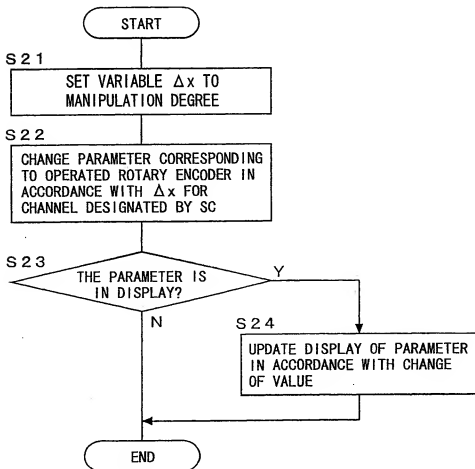 START
S21
SET VARIABLE Δx TO
MANIPULATION DEGREE
S22
CHANGE PARAMETER CORRESPONDING
TO OPERATED ROTARY ENCODER IN
ACCORDANCE WITH Δx FOR
CHANNEL DESIGNATED BY SC
S23
THE PARAMETER IS
IN DISPLAY?
Y
N
S24
UPDATE DISPLAY OF PARAMETER
IN ACCORDANCE WITH CHANGE
OF VALUE
END